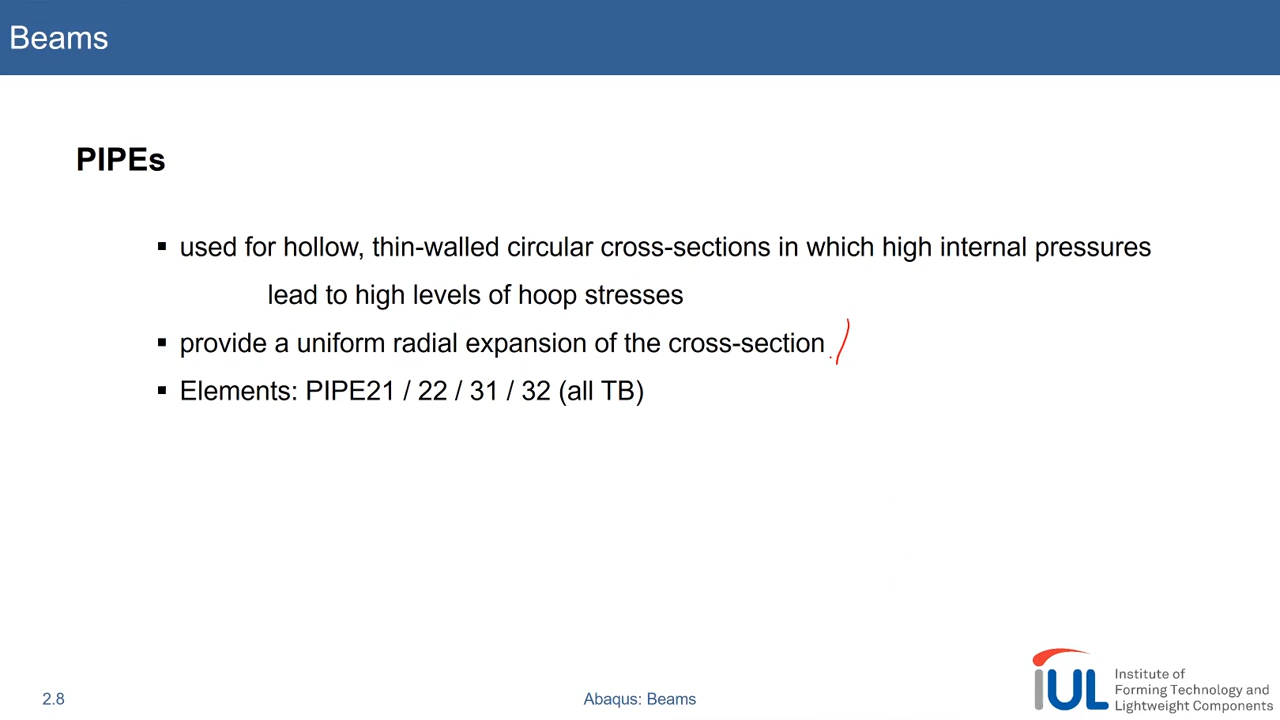 Beams
PIPEs
▪ used for hollow, thin-walled circular cross-sections in which high internal pressures
lead to high levels of hoop stresses
▪ provide a uniform radial expansion of the cross-section
▪ Elements: PIPE21 / 22 / 31 / 32 (all TB)
2.8
Abaqus: Beams
IUL
Institute of
Forming Technology and
Lightweight Components